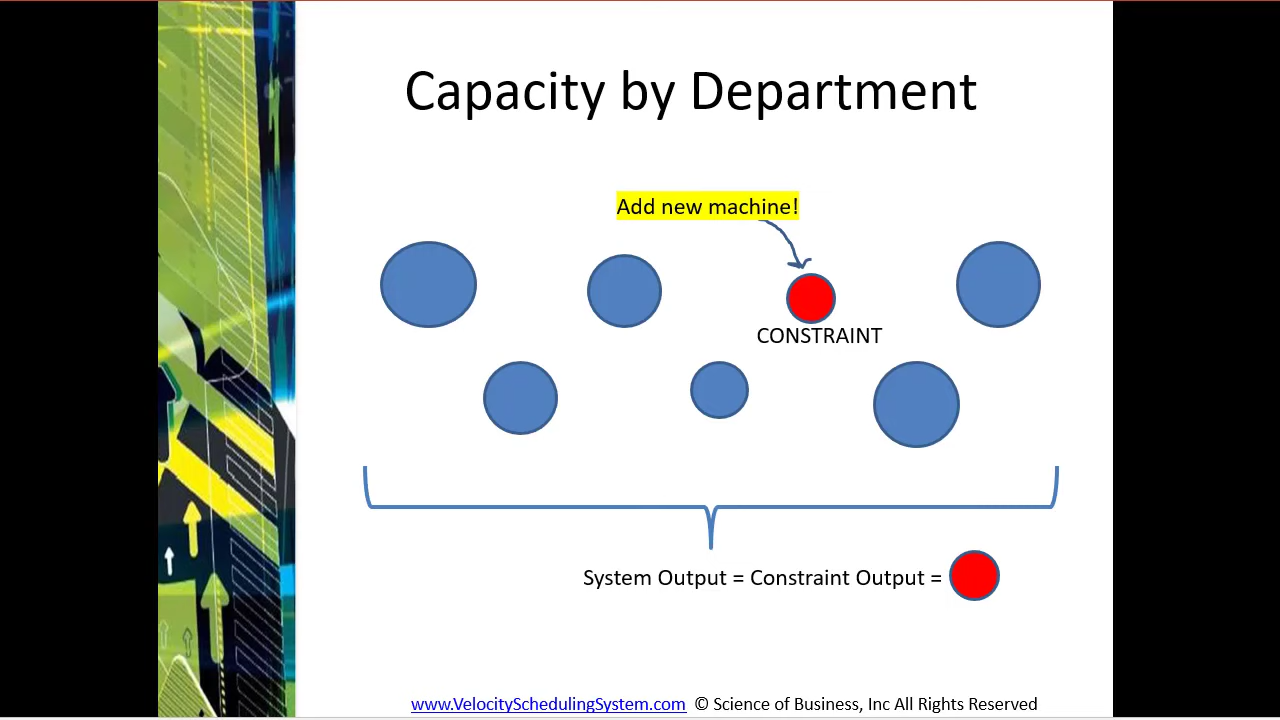 Capacity by Department
Add new machine!
CONSTRAINT
System Output = Constraint Output =
www.VelocitySchedulingSystem.com © Science of Business, Inc All Rights Reserved